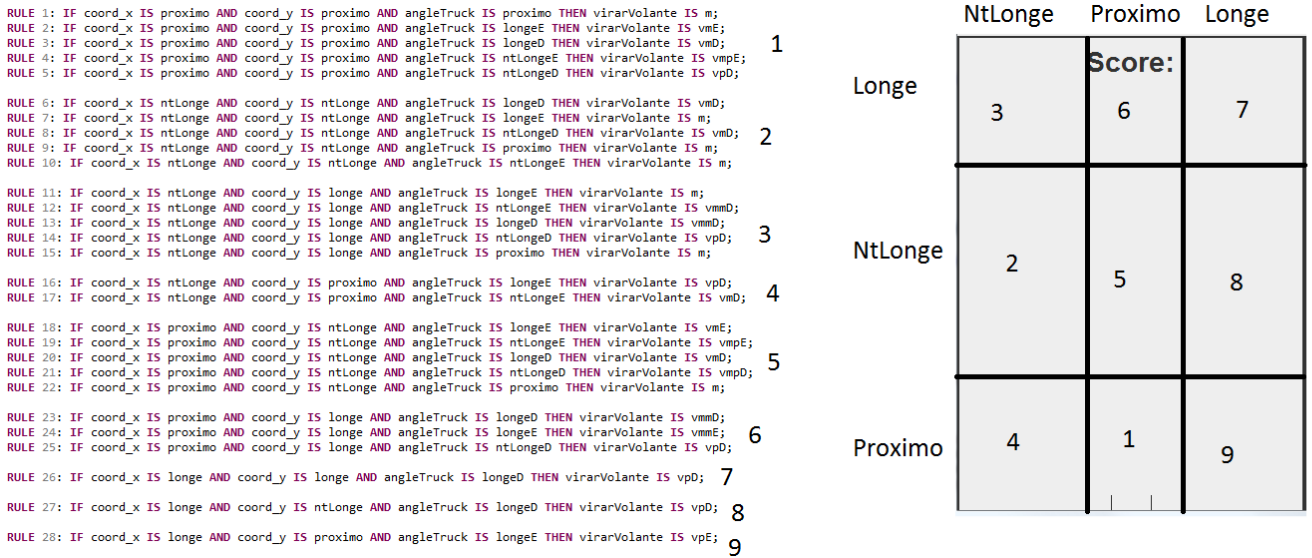 RULE 1: IF coord_x IS proximo AND coord_y IS proximo AND angleTruck IS proximo THEN virarVolante IS m;
RULE 2: IF coord_x IS proximo AND coord_y IS proximo AND angleTruck IS longeE THEN virarVolante IS vmE;
RULE 3: IF coord_x IS proximo AND coord_y IS proximo AND angleTruck IS longeD THEN virarVolante IS vmD;
RULE 4: IF coord_x IS proximo AND coord_y IS proximo AND angleTruck IS ntLongeE THEN virarVolante IS vmpE;
RULE 5: IF coord_x IS proximo AND coord_y IS proximo AND angleTruck IS ntLongeD THEN virarVolante IS vpD;
1
RULE 6: IF coord_x IS ntLonge AND coord_y IS ntLonge AND angleTruck IS longeD THEN virarVolante IS vmD;
RULE 7: IF coord_x IS ntLonge AND coord_y IS ntLonge AND angleTruck IS longeE THEN virarVolante IS m;
RULE 8: IF coord_x IS ntLonge AND coord_y IS ntLonge AND angleTruck IS ntLongeD THEN virarVolante IS vmD;
RULE 9: IF coord_x IS ntLonge AND coord_y IS ntLonge AND angleTruck IS proximo THEN virarVolante IS m;
RULE 10: IF coord_x IS ntLonge AND coord_y IS ntLonge AND angleTruck IS ntLongeE THEN virarVolante IS m;
2
RULE 11: IF coord_x IS ntLonge AND coord_y IS longe AND angleTruck IS longeE THEN virarVolante IS m;
RULE 12: IF coord_x IS ntLonge AND coord_y IS longe AND angleTruck IS ntLongeE THEN virarVolante IS vmmD;
RULE 13: IF coord_x IS ntLonge AND coord_y IS longe AND angleTruck IS longeD THEN virarVolante IS vmmD;
RULE 14: IF coord_x IS ntLonge AND coord_y IS longe AND angleTruck IS ntLongeD THEN virarVolante IS vpD;
RULE 15: IF coord_x IS ntLonge AND coord_y IS longe AND angleTruck IS proximo THEN virarVolante IS m;
3
RULE 16: IF coord_x IS ntLonge AND coord_y IS proximo AND angleTruck IS longeE THEN virarVolante IS vpD;
RULE 17: IF coord_x IS ntLonge AND coord_y IS proximo AND angleTruck IS ntLongeE THEN virarVolante IS vmD;
4
RULE 18: IF coord_x IS proximo AND coord_y IS ntLonge AND angleTruck IS longeE THEN virarVolante IS vmE;
RULE 19: IF coord_x IS proximo AND coord_y IS ntLonge AND angleTruck IS ntLongeE THEN virarVolante IS vmpE;
RULE 20: IF coord_x IS proximo AND coord_y IS ntLonge AND angleTruck IS longeD THEN virarVolante IS vmD;
RULE 21: IF coord_x IS proximo AND coord_y IS ntLonge AND angleTruck IS ntLongeD THEN virarVolante IS vmpD;
RULE 22: IF coord_x IS proximo AND coord_y IS ntLonge AND angleTruck IS proximo THEN virarVolante IS m;
5
RULE 23: IF coord_x IS proximo AND coord_y IS longe AND angleTruck IS longeD THEN virarVolante IS vmmD;
RULE 24: IF coord_x IS proximo AND coord_y IS longe AND angleTruck IS longeE THEN virarVolante IS vmmE;
RULE 25: IF coord_x IS proximo AND coord_y IS longe AND angleTruck IS ntLongeD THEN virarVolante IS vpD;
6
RULE 26: IF coord_x IS longe AND coord_y IS longe AND angleTruck IS longeD THEN virarVolante IS vpD; 7
RULE 27: IF coord_x IS longe AND coord_y IS ntLonge AND angleTruck IS longeD THEN virarVolante IS vpD; 8
RULE 28: IF coord_x IS longe AND coord_y IS proximo AND angleTruck IS longeE THEN virarVolante IS vpE; 9
NtLonge Proximo Longe
Score:
Longe 3 6 7
NtLonge 2 5 8
Proximo 4 1 9